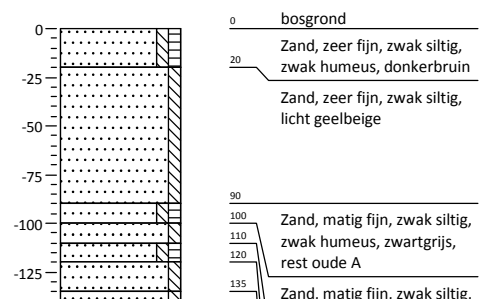 0
-25
-50
-75
-100
-125
0
bosgrond
Zand, zeer fijn, zwak siltig,
zwak humeus, donkerbruin
20
Zand, zeer fijn, zwak siltig,
licht geelbeige
90
100
Zand, matig fijn, zwak siltig,
zwak humeus, zwartgrijs,
rest oude A
110
120
135
Zand, matig fijn, zwak siltig,